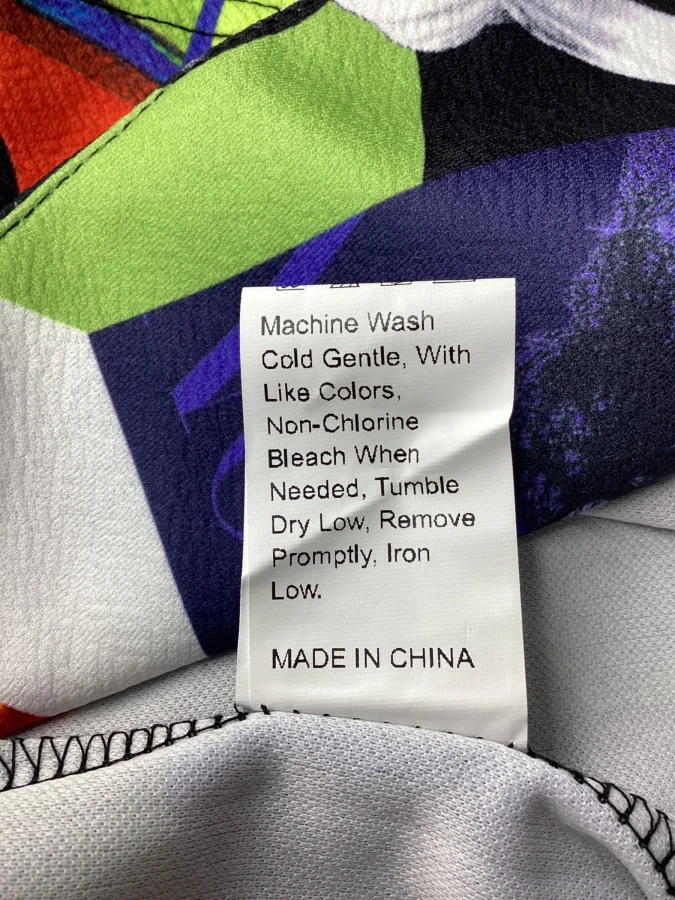 Machine Wash
Cold Gentle, With
Like Colors,
Non-Chlorine
Bleach When
Needed, Tumble
Dry Low, Remove
Promptly, Iron
Low.
MADE IN CHINA